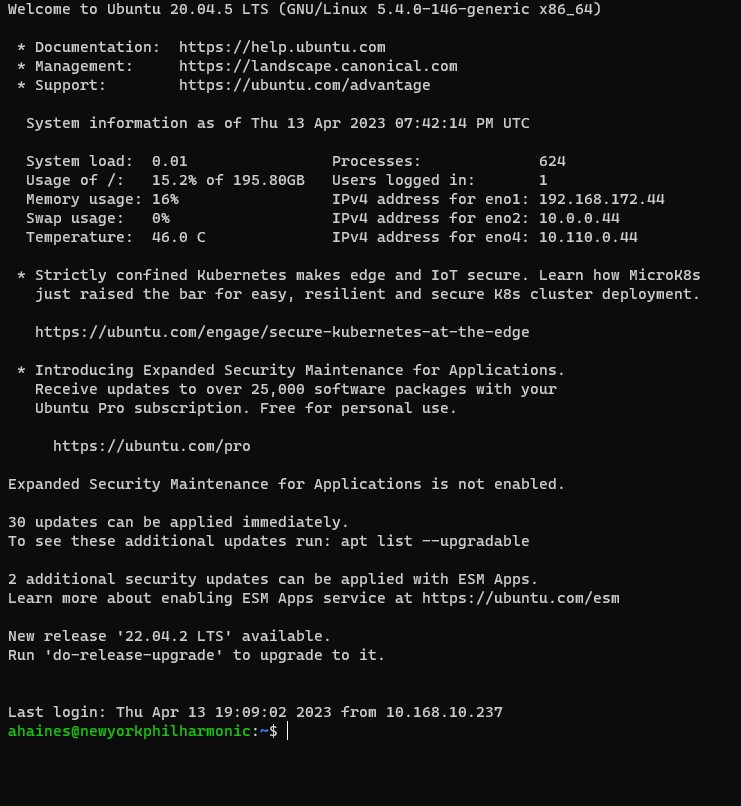 Welcome to Ubuntu 20.04.5 LTS (GNU/Linux 5.4.0-146-generic x86_64)

 * Documentation:  https://help.ubuntu.com
 * Management:     https://landscape.canonical.com
 * Support:        https://ubuntu.com/advantage

  System information as of Thu 13 Apr 2023 07:42:14 PM UTC

  System load:  0.01                Processes:             624
  Usage of /:   15.2% of 195.80GB   Users logged in:       1
  Memory usage: 16%                 IPv4 address for eno1: 192.168.172.44
  Swap usage:   0%                  IPv4 address for eno2: 10.0.0.44
  Temperature:  46.0 C              IPv4 address for eno4: 10.110.0.44

 * Strictly confined Kubernetes makes edge and IoT secure. Learn how MicroK8s
   just raised the bar for easy, resilient and secure K8s cluster deployment.

   https://ubuntu.com/engage/secure-kubernetes-at-the-edge

 * Introducing Expanded Security Maintenance for Applications.
   Receive updates to over 25,000 software packages with your
   Ubuntu Pro subscription. Free for personal use.

     https://ubuntu.com/pro

Expanded Security Maintenance for Applications is not enabled.

30 updates can be applied immediately.
To see these additional updates run: apt list --upgradable

2 additional security updates can be applied with ESM Apps.
Learn more about enabling ESM Apps service at https://ubuntu.com/esm

New release '22.04.2 LTS' available.
Run 'do-release-upgrade' to upgrade to it.

Last login: Thu Apr 13 19:09:02 2023 from 10.168.10.237
ahaines@newyorkphilharmonic:~$